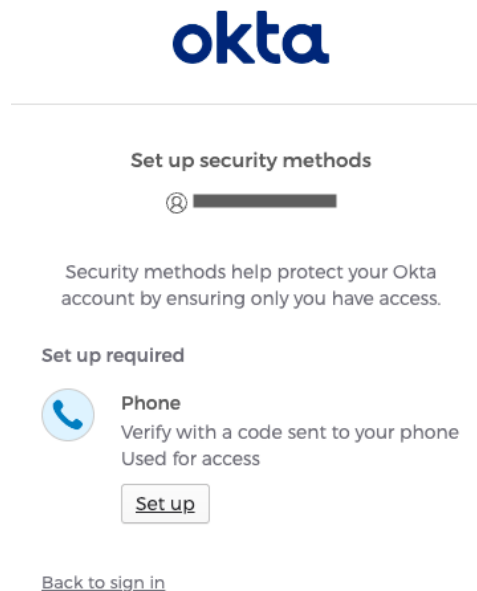 okta
Set up security methods
Security methods help protect your Okta
account by ensuring only you have access.
Set up required
Phone
Verify with a code sent to your phone
Used for access
Set up
Back to sign in